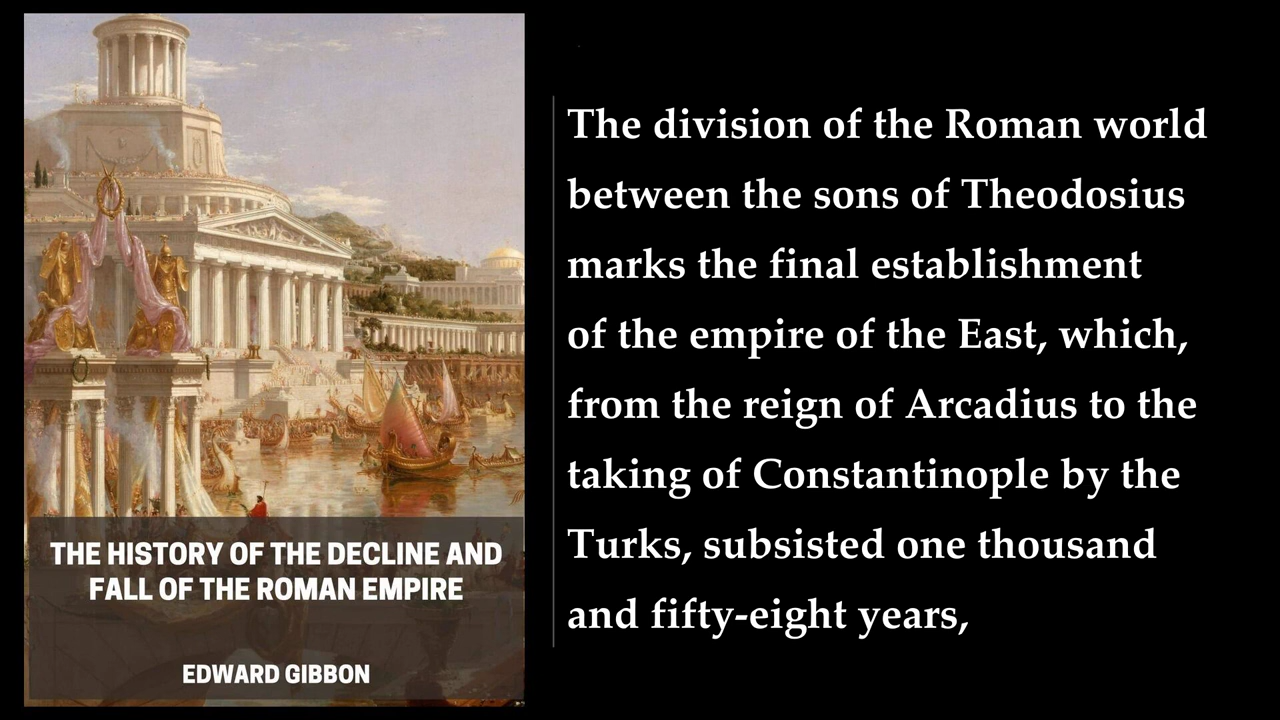 THE HISTORY OF THE DECLINE AND
FALL OF THE ROMAN EMPIRE
EDWARD GIBBON
The division of the Roman world
between the sons of Theodosius
marks the final establishment
of the empire of the East, which,
from the reign of Arcadius to the
taking of Constantinople by the
Turks, subsisted one thousand
and fifty-eight years,